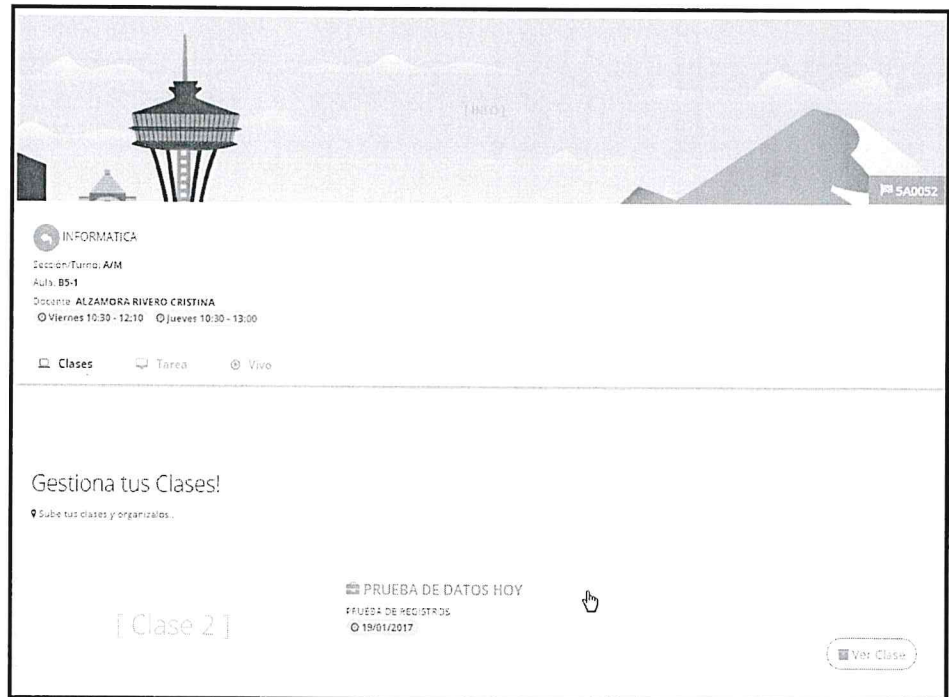 [INFO]
SA0052
INFORMATICA
Sección/Turno: A/M
Aula: B5-1
Docente: ALZAMORA RIVERO CRISTINA
Viernes 10:30 - 12:10 Jueves 10:30 - 13:00
Clases Tarea Vivo
Gestiona tus Clases!
Sube tus clases y organizalos..
PRUEBA DE DATOS HOY
PRUEBA DE REGISTROS
[ Clase 2 ]
19/01/2017
Ver Clase